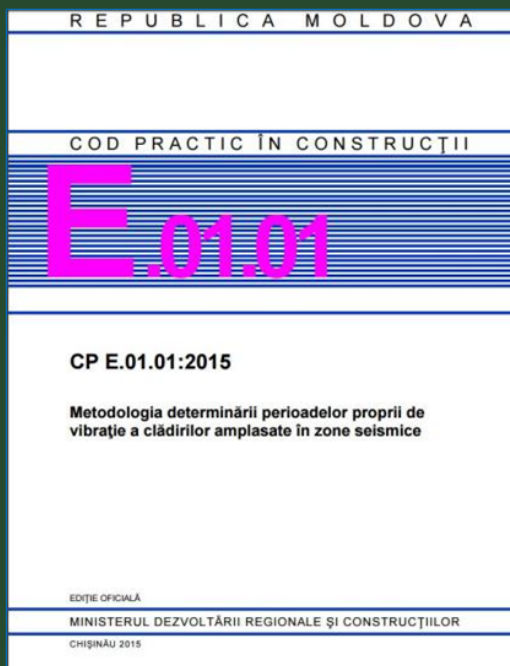 REPUBLICA MOLDOVA
COD PRACTIC ÎN CONSTRUCŢII
E.01.01
CP E.01.01:2015
Metodologia determinării perioadelor proprii de
vibraţie a clădirilor amplasate în zone seismice
EDIŢIE OFICIALĂ
MINISTERUL DEZVOLTĂRII REGIONALE ŞI CONSTRUCŢIILOR
CHIŞINĂU 2015